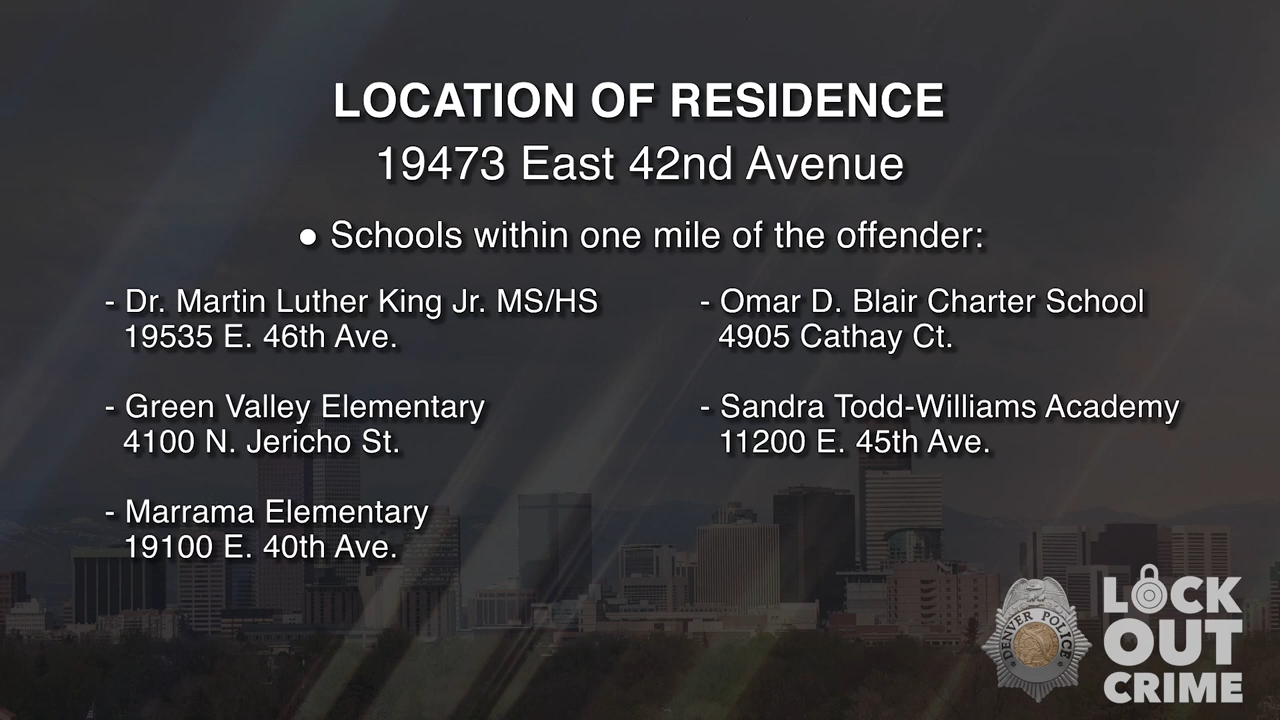 LOCATION OF RESIDENCE
19473 East 42nd Avenue
● Schools within one mile of the offender:
- Dr. Martin Luther King Jr. MS/HS
19535 E. 46th Ave.
- Green Valley Elementary
4100 N. Jericho St.
- Marrama Elementary
19100 E. 40th Ave.
- Omar D. Blair Charter School
4905 Cathay Ct.
- Sandra Todd-Williams Academy
11200 E. 45th Ave.
DENVER POLICE
LOCK
OUT
CRIME